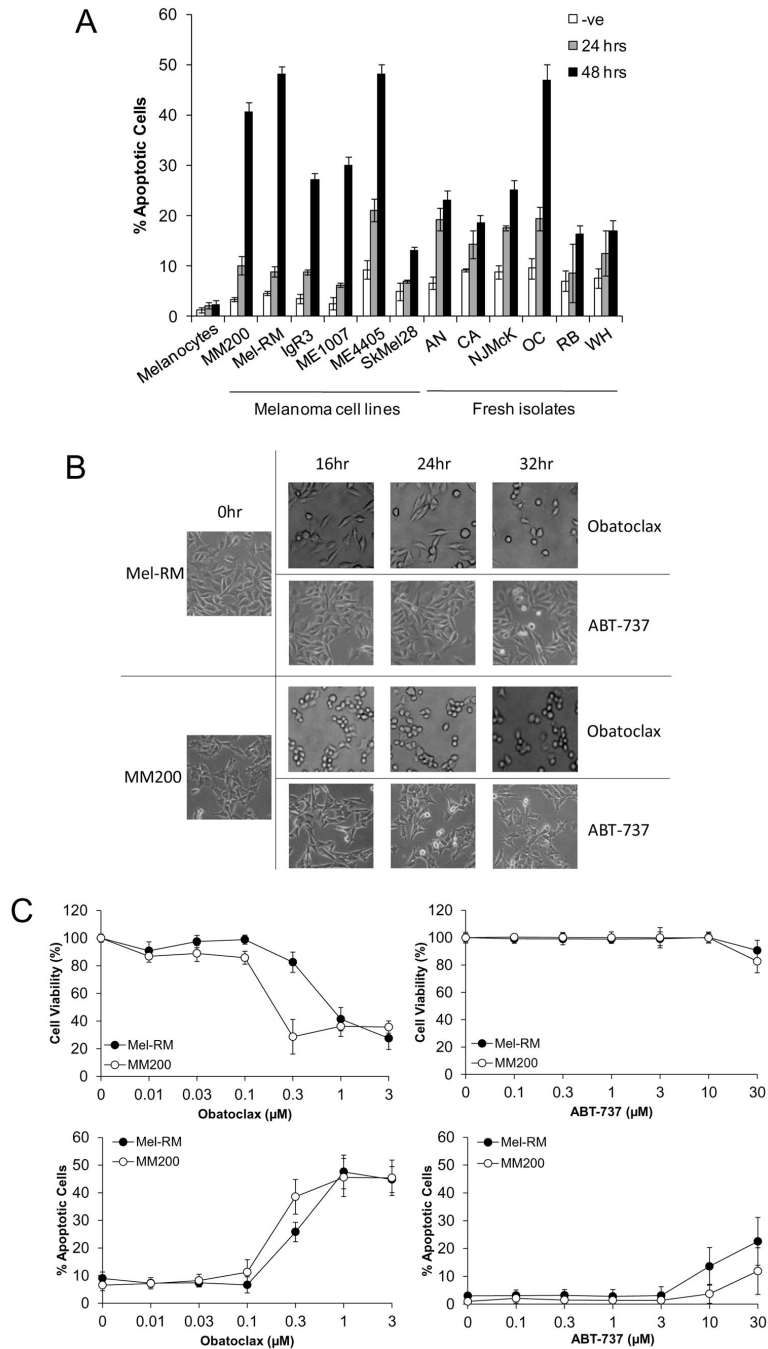 A
-ve
24 hrs
48 hrs
% Apoptotic Cells
60
50
40
30
20
10
0
Melanocytes
MM200
Mel-RM
IgR3
ME1007
ME4405
SkMel28
AN
CA
NJMcK
OC
RB
WH
Melanoma cell lines
Fresh isolates
B
16hr 24hr 32hr
0hr
Mel-RM
Obatoclax
ABT-737
MM200
Obatoclax
ABT-737
C
Cell Viability (%)
120
100
80
60
40
20
0
Mel-RM
MM200
0 0.01 0.03 0.1 0.3 1 3
Obatoclax (µM)
Cell Viability (%)
120
100
80
60
40
20
0
Mel-RM
MM200
0 0.1 0.3 1 3 10 30
ABT-737 (µM)
% Apoptotic Cells
60
50
40
30
20
10
0
Mel-RM
MM200
0 0.01 0.03 0.1 0.3 1 3
Obatoclax (µM)
% Apoptotic Cells
60
50
40
30
20
10
0
Mel-RM
MM200
0 0.1 0.3 1 3 10 30
ABT-737 (µM)